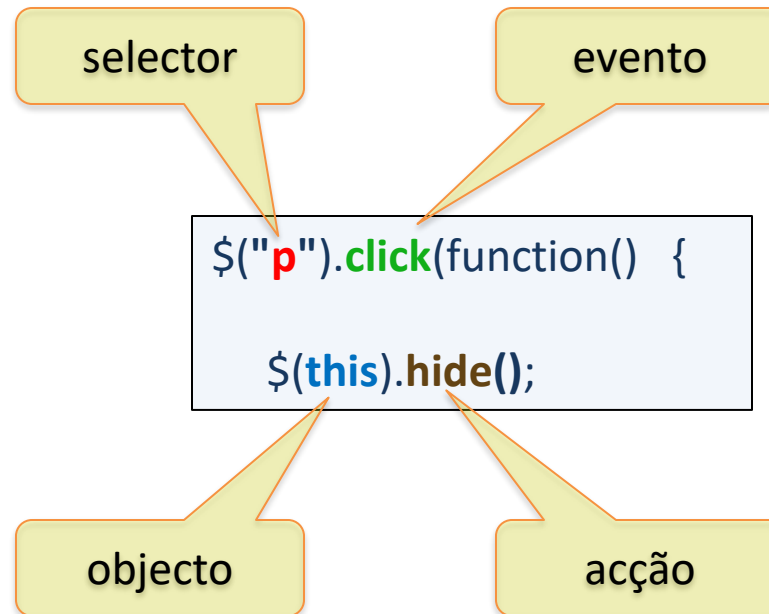 selector
evento
$("p").click(function() {
$(this).hide();
objecto
acção